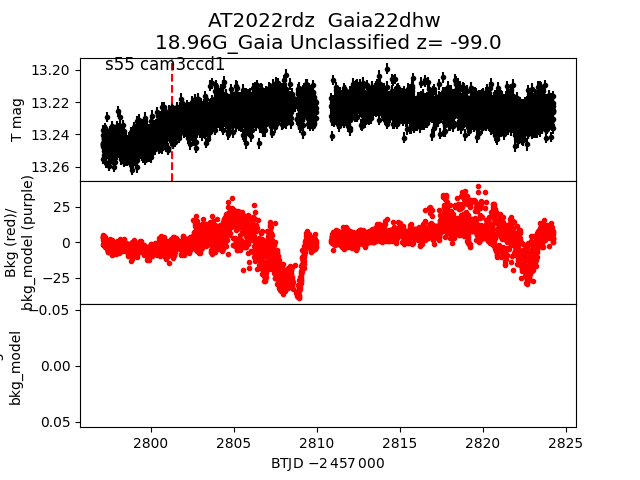 AT2022rdz Gaia22dhw
18.96G_Gaia Unclassified z= -99.0
s55 cam3ccd1
13.20
13.22
13.24
13.26
T mag
25
0
−25
Bkg (red)/
bkg_model (purple)
−0.05
0.00
0.05
bkg_model
2800
2805
2810
2815
2820
2825
BTJD −2 457 000